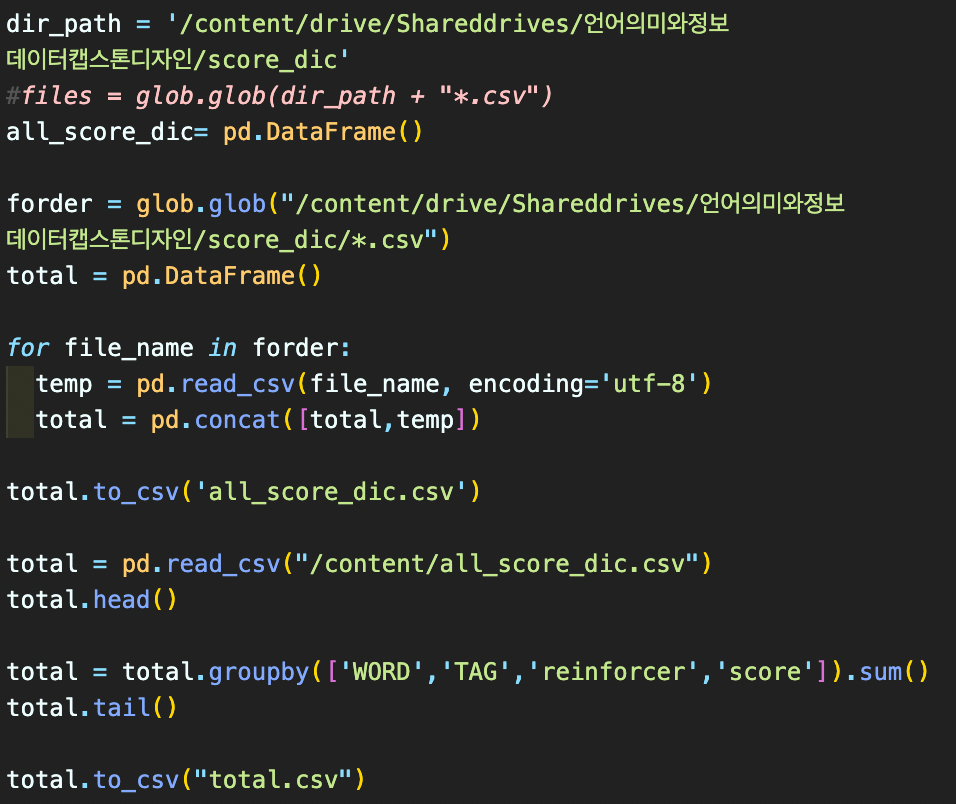 dir_path = '/content/drive/Shareddrives/언어의미와정보
데이터캡스톤디자인/score_dic'
#files = glob.glob(dir_path + "*.csv")
all_score_dic= pd.DataFrame()
forder = glob.glob("/content/drive/Shareddrives/언어의미와정보
데이터캡스톤디자인/score_dic/*.csv")
total = pd.DataFrame()
for file_name in forder:
  temp = pd.read_csv(file_name, encoding='utf-8')
  total = pd.concat([total,temp])
total.to_csv('all_score_dic.csv')
total = pd.read_csv("/content/all_score_dic.csv")
total.head()
total = total.groupby(['WORD','TAG','reinforcer','score']).sum()
total.tail()
total.to_csv("total.csv")